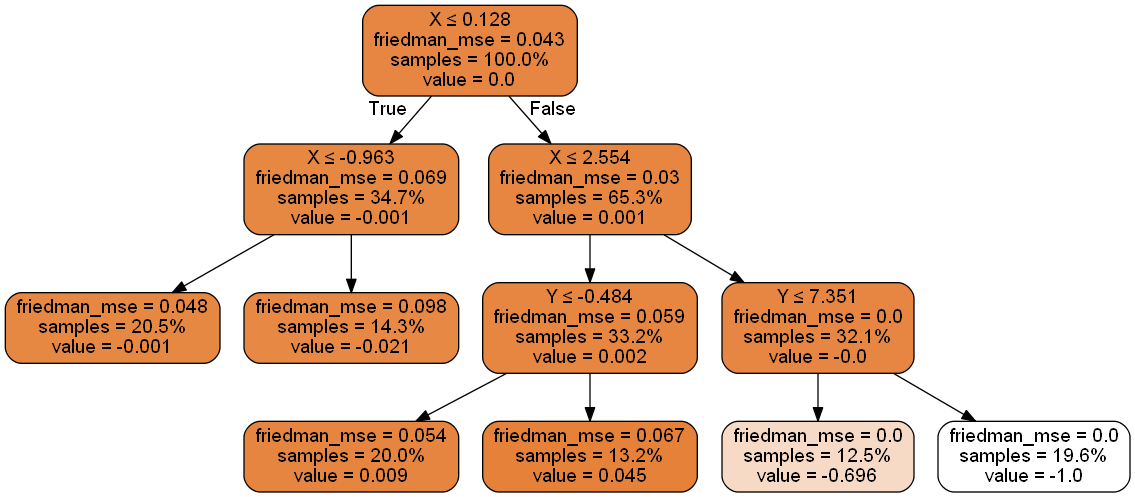 X ≤ 0.128
friedman_mse = 0.043
samples = 100.0%
value = 0.0
True
False
X ≤ -0.963
friedman_mse = 0.069
samples = 34.7%
value = -0.001
X ≤ 2.554
friedman_mse = 0.03
samples = 65.3%
value = 0.001
friedman_mse = 0.048
samples = 20.5%
value = -0.001
friedman_mse = 0.098
samples = 14.3%
value = -0.021
Y ≤ -0.484
friedman_mse = 0.059
samples = 33.2%
value = 0.002
Y ≤ 7.351
friedman_mse = 0.0
samples = 32.1%
value = -0.0
friedman_mse = 0.054
samples = 20.0%
value = 0.009
friedman_mse = 0.067
samples = 13.2%
value = 0.045
friedman_mse = 0.0
samples = 12.5%
value = -0.696
friedman_mse = 0.0
samples = 19.6%
value = -1.0